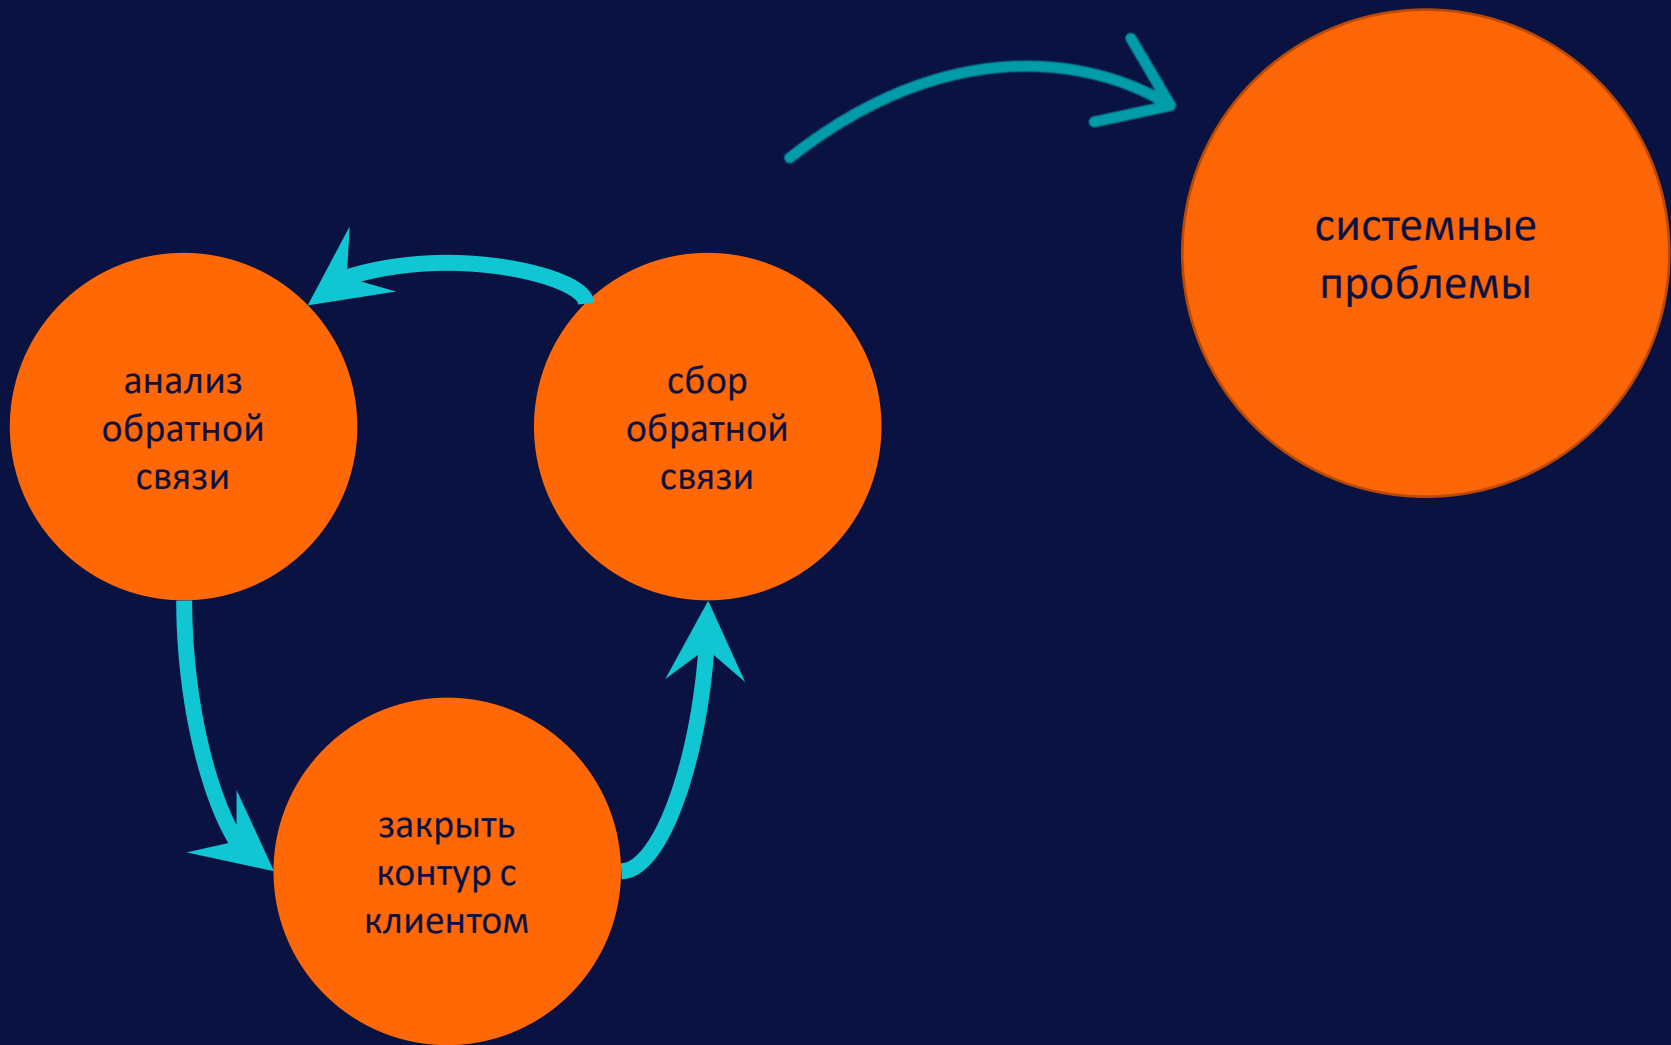 системные
проблемы
анализ
обратной
связи
сбор
обратной
связи
закрыть
контур с
клиентом